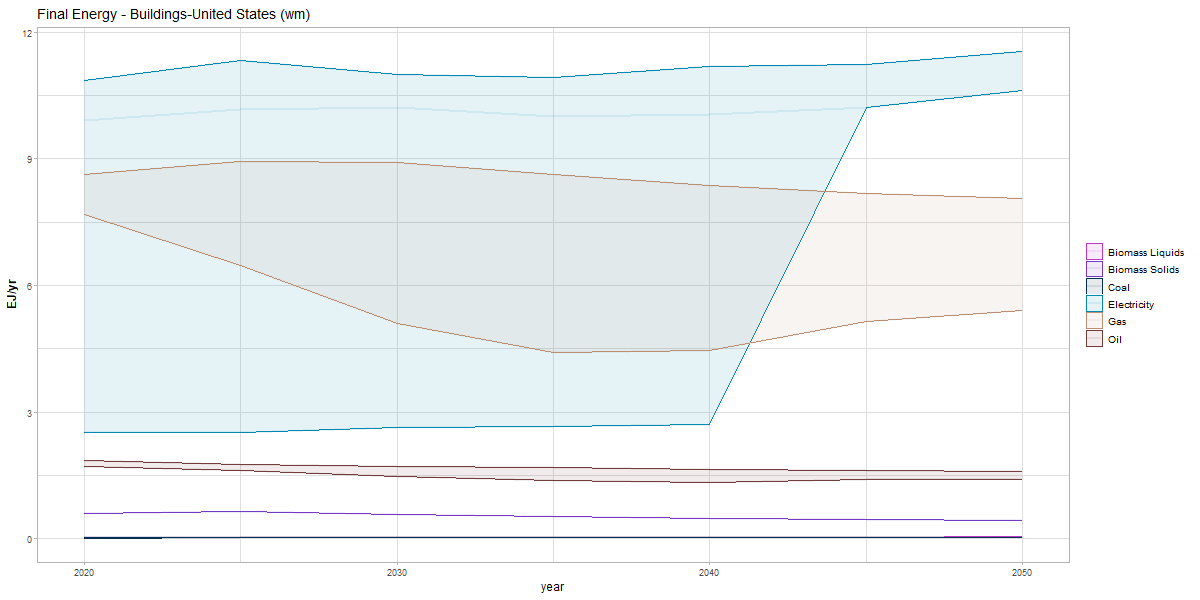 Final Energy - Buildings-United States (wm)
12
9
6
3
0
EJ/yr
2020
2030
2040
2050
year
Biomass Liquids
Biomass Solids
Coal
Electricity
Gas
Oil